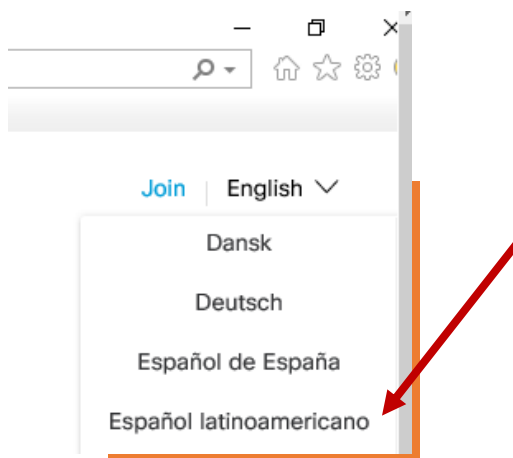 Join English
Dansk
Deutsch
Español de España
Español latinoamericano